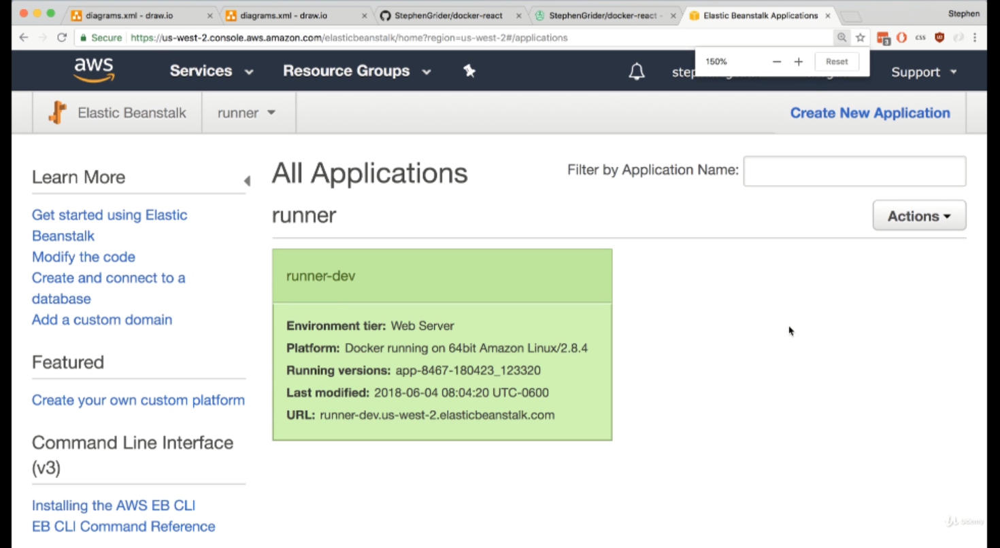 diagrams.xml - draw.io
diagrams.xml - draw.io
StephenGrider/docker-react
StephenGrider/docker-react -
Elastic Beanstalk Applications
Stephen
Secure https://us-west-2.console.aws.amazon.com/elasticbeanstalk/home?region=us-west-2#/applications
3
css
150%
Reset
aws
Services
Resource Groups
Support
Elastic Beanstalk
runner
Create New Application
Learn More
Get started using Elastic
Beanstalk
Modify the code
Create and connect to a
database
Add a custom domain
Featured
Create your own custom platform
Command Line Interface
(v3)
Installing the AWS EB CLI
EB CLI Command Reference
All Applications
Filter by Application Name:
runner
Actions
runner-dev
Environment tier: Web Server
Platform: Docker running on 64bit Amazon Linux/2.8.4
Running versions: app-8467-180423_123320
Last modified: 2018-06-04 08:04:20 UTC-0600
URL: runner-dev.us-west-2.elasticbeanstalk.com
Udemy